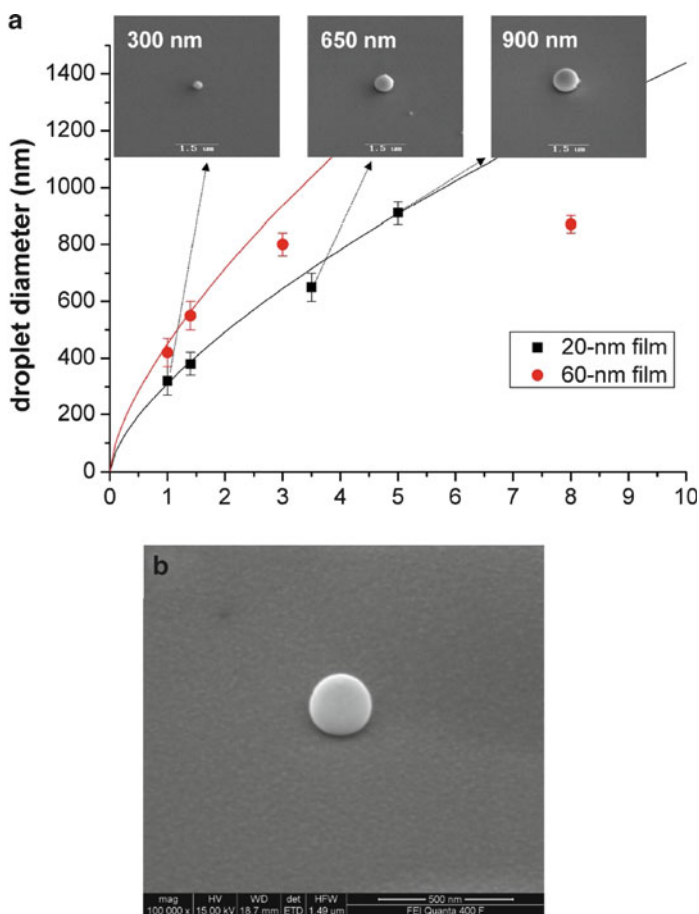 a
300 nm
650 nm
900 nm
1.5 um
1.5 um
1.5 um
droplet diameter (nm)
1400
1200
1000
800
600
400
200
0
20-nm film
60-nm film
0 1 2 3 4 5 6 7 8 9 10
b
mag HV WD det HFW 500 nm
100 000 x 15.00 kV 18.7 mm ETD 1.49 µm FEI Quanta 400 F